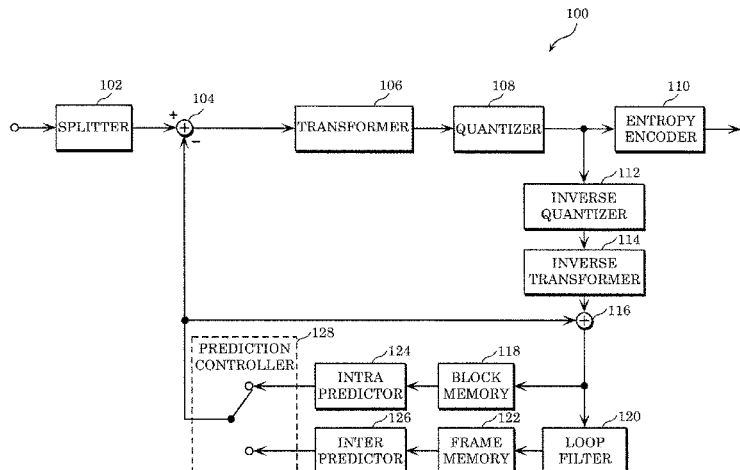 100
102
104
106
108
110
+
SPLITTER
TRANSFORMER
QUANTIZER
ENTROPY
ENCODER
−
112
INVERSE
QUANTIZER
114
INVERSE
TRANSFORMER
116
128
PREDICTION
CONTROLLER
124
INTRA
PREDICTOR
118
BLOCK
MEMORY
126
INTER
PREDICTOR
122
FRAME
MEMORY
120
LOOP
FILTER